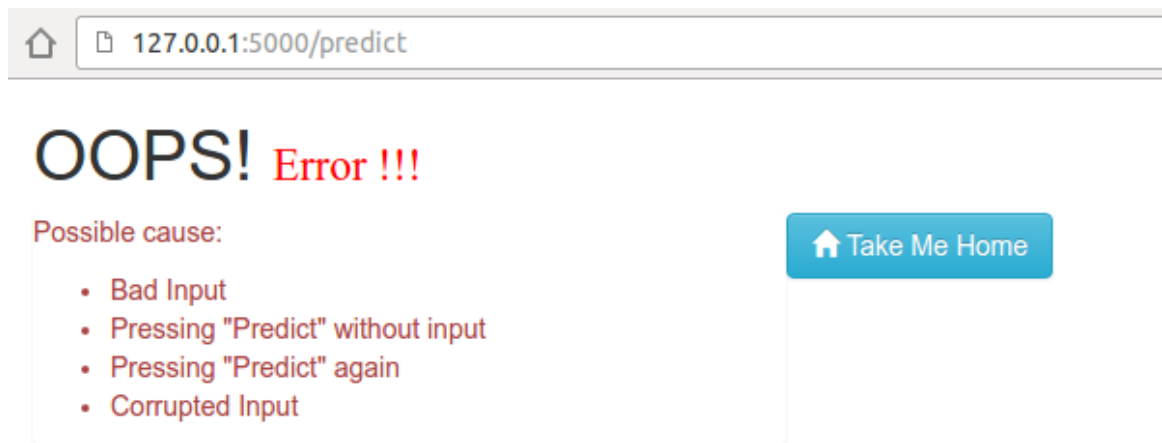 127.0.0.1:5000/predict
OOPS! Error !!!
Possible cause:
Take Me Home
• Bad Input
• Pressing "Predict" without input
• Pressing "Predict" again
• Corrupted Input